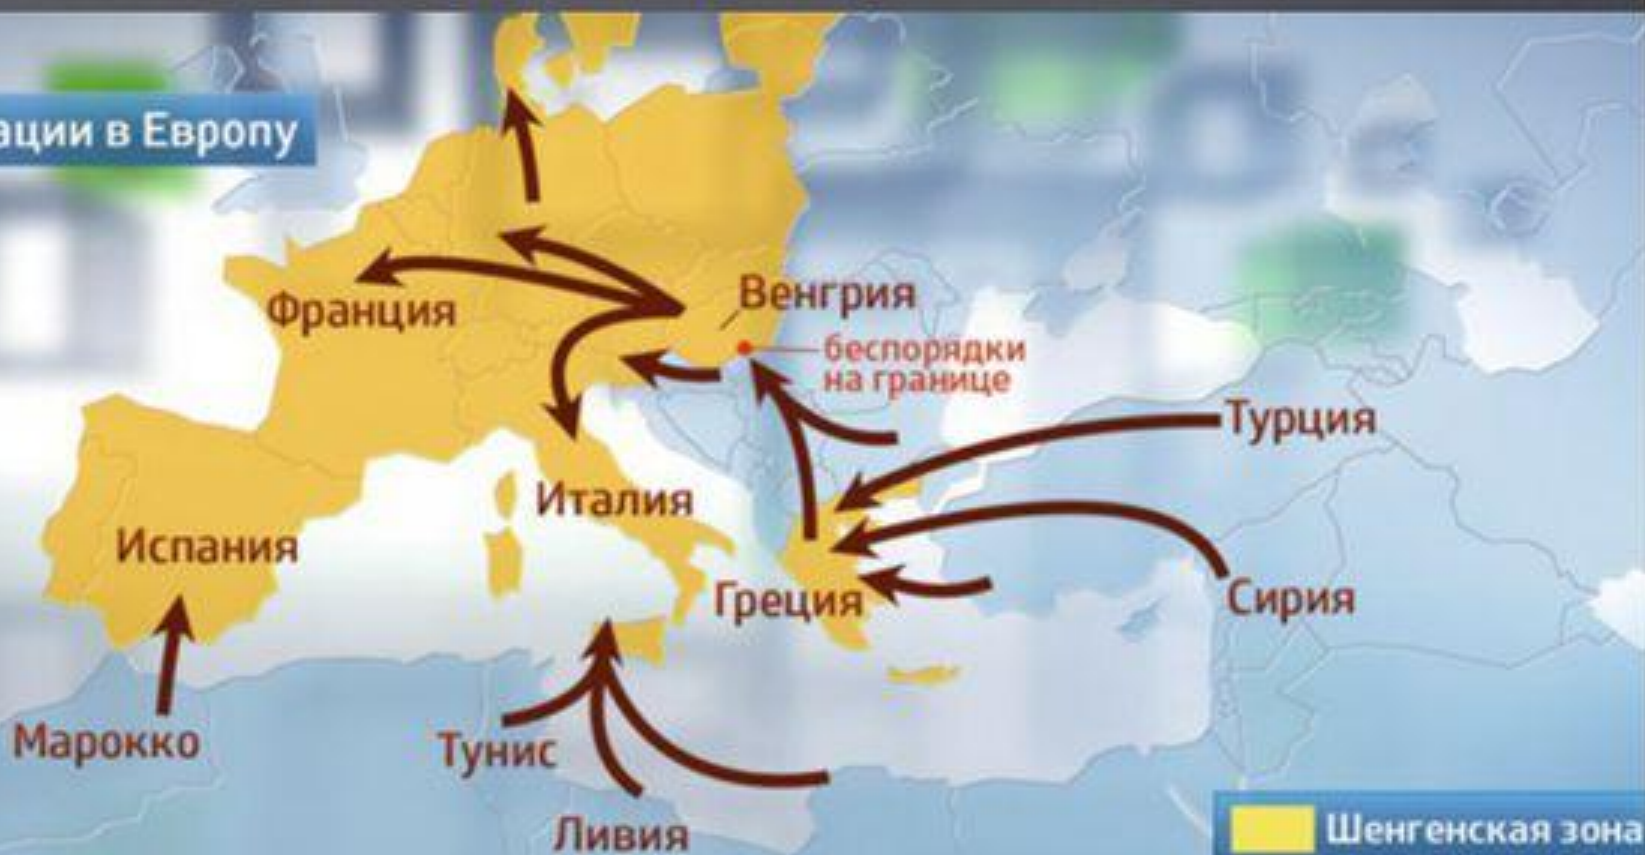 ации в Европу
Франция
Венгрия
беспорядки
на границе
Турция
Италия
Испания
Греция
Сирия
Марокко
Тунис
Ливия
Шенгенская зона